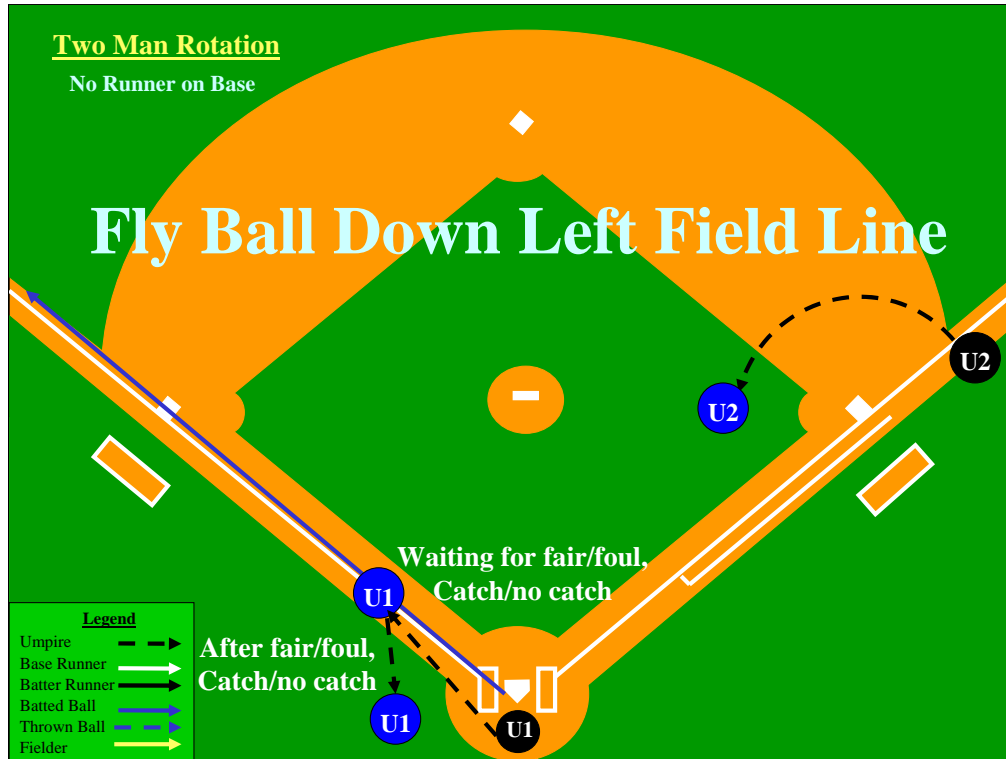 Two Man Rotation
No Runner on Base
Fly Ball Down Left Field Line
U2
U2
Waiting for fair/foul,
Catch/no catch
U1
After fair/foul,
Catch/no catch
U1
U1
Legend
Umpire
Base Runner
Batter Runner
Batted Ball
Thrown Ball
Fielder